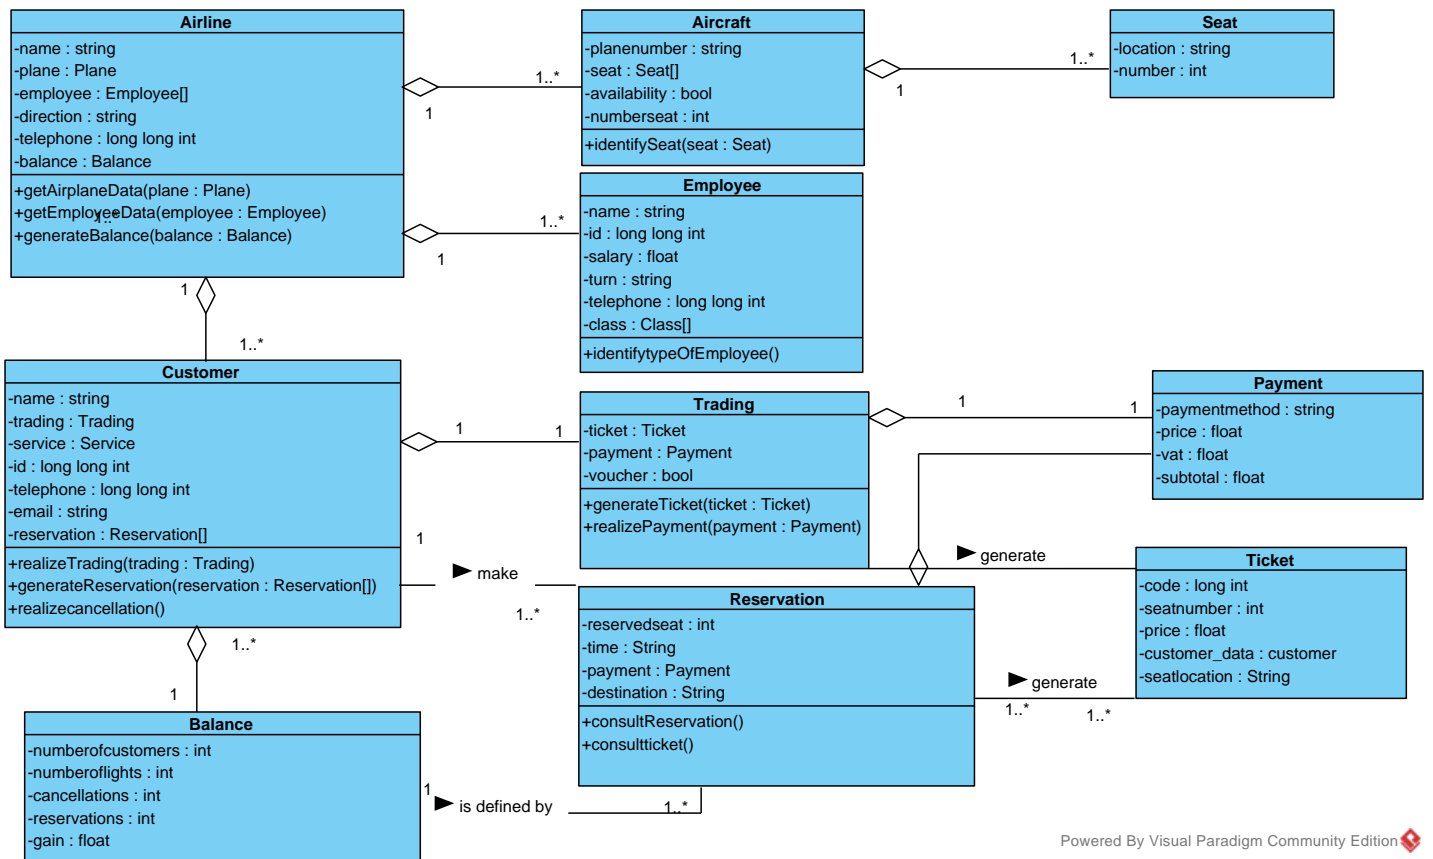 Airline
-name : string
-plane : Plane
-employee : Employee[]
-direction : string
-telephone : long long int
-balance : Balance
+getAirplaneData(plane : Plane)
+getEmployeeData(employee : Employee)
1..*
+generateBalance(balance : Balance)
1
1..*
Aircraft
-planenumber : string
-seat : Seat[]
-availability : bool
-numberseat : int
+identifySeat(seat : Seat)
1
1..*
Seat
-location : string
-number : int
1
1..*
Employee
-name : string
-id : long long int
-salary : float
-turn : string
-telephone : long long int
-class : Class[]
+identifytypeOfEmployee()
1
1..*
Customer
-name : string
-trading : Trading
-service : Service
-id : long long int
-telephone : long long int
-email : string
-reservation : Reservation[]
+realizeTrading(trading : Trading)
+generateReservation(reservation : Reservation[])
+realizecancellation()
1
1
Trading
-ticket : Ticket
-payment : Payment
-voucher : bool
+generateTicket(ticket : Ticket)
+realizePayment(payment : Payment)
1
1
Payment
-paymentmethod : string
-price : float
-vat : float
-subtotal : float
1
make
1..*
generate
Ticket
-code : long int
-seatnumber : int
-price : float
-customer_data : customer
-seatlocation : String
Reservation
-reservedseat : int
-time : String
-payment : Payment
-destination : String
+consultReservation()
+consultticket()
generate
1..*
1..*
1..*
1
Balance
-numberofcustomers : int
-numberoflights : int
-cancellations : int
-reservations : int
-gain : float
1
is defined by
1..*
Powered By Visual Paradigm Community Edition